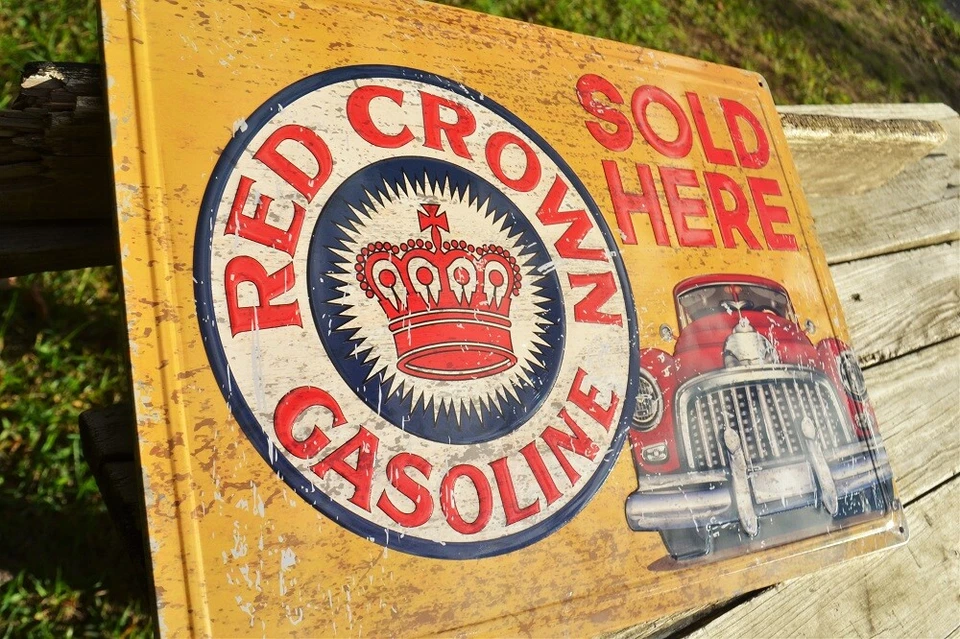 RED CROWN
GASOLINE
SOLD
HERE